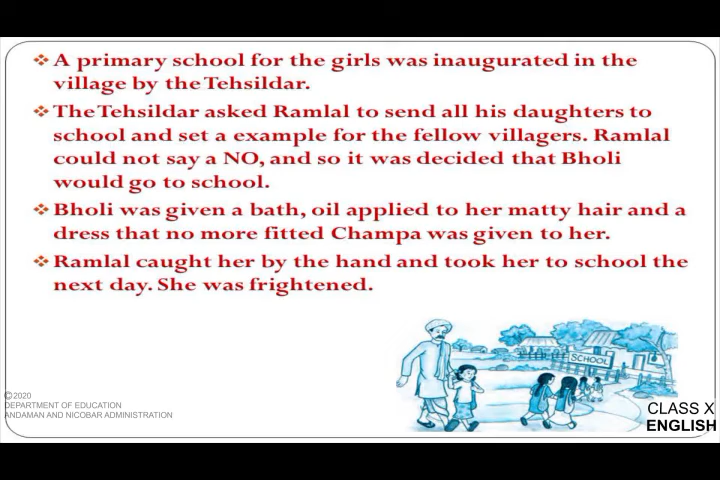 ❖ A primary school for the girls was inaugurated in the
village by the Tehsildar.
❖ The Tehsildar asked Ramlal to send all his daughters to
school and set a example for the fellow villagers. Ramlal
could not say a NO, and so it was decided that Bholi
would go to school.
❖ Bholi was given a bath, oil applied to her matty hair and a
dress that no more fitted Champa was given to her.
❖ Ramlal caught her by the hand and took her to school the
next day. She was frightened.
SCHOOL
©2020
DEPARTMENT OF EDUCATION
ANDAMAN AND NICOBAR ADMINISTRATION
CLASS X
ENGLISH